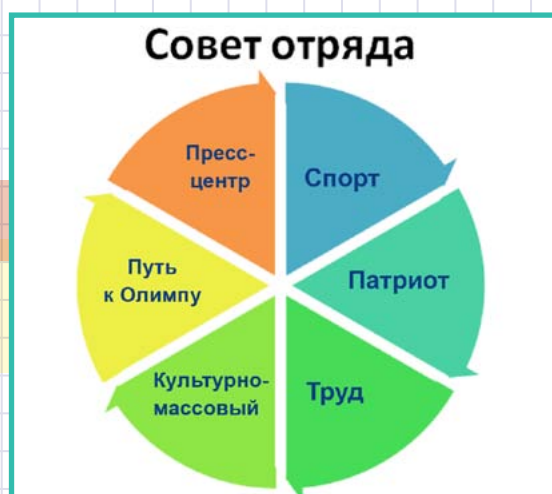 Совет отряда
Пресс-
центр
Спорт
Патриот
Труд
Культурно-
массовый
Путь
к Олимпу